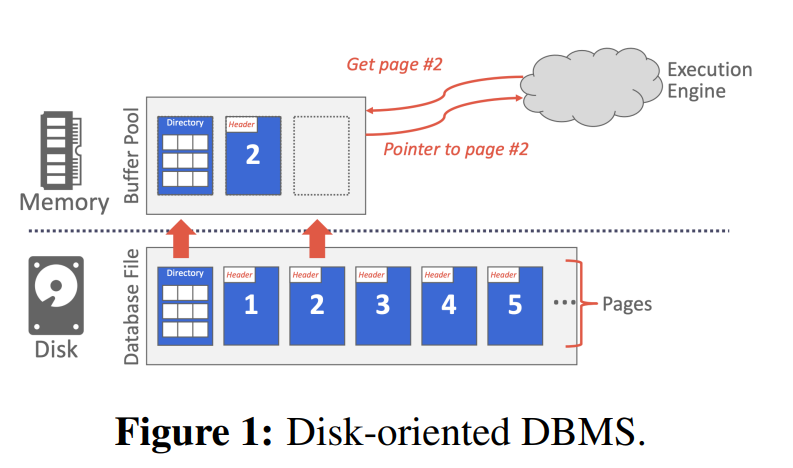 Get page #2
Execution
Engine
Buffer Pool
Directory
Header
2
Pointer to page #2
Memory
Database File
Directory
Header
1
Header
2
Header
3
Header
4
Header
5
...
Pages
Disk
Figure 1: Disk-oriented DBMS.